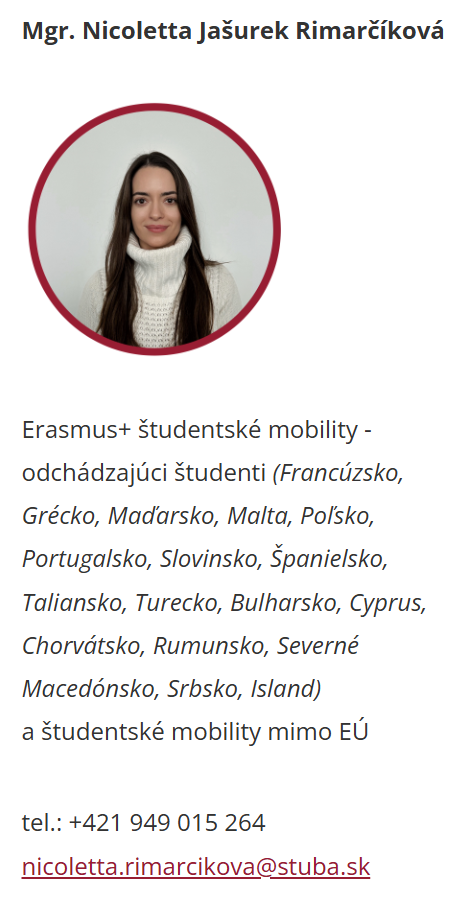 Mgr. Nicoletta Jašurek Rimarčíková
Erasmus+ študentské mobility -
odchádzajúci študenti (Francúzsko,
Grécko, Maďarsko, Malta, Poľsko,
Portugalsko, Slovinsko, Španielsko,
Taliansko, Turecko, Bulharsko, Cyprus,
Chorvátsko, Rumunsko, Severné
Macedónsko, Srbsko, Island)
a študentské mobility mimo EÚ
tel.: +421 949 015 264
nicoletta.rimarcikova@stuba.sk